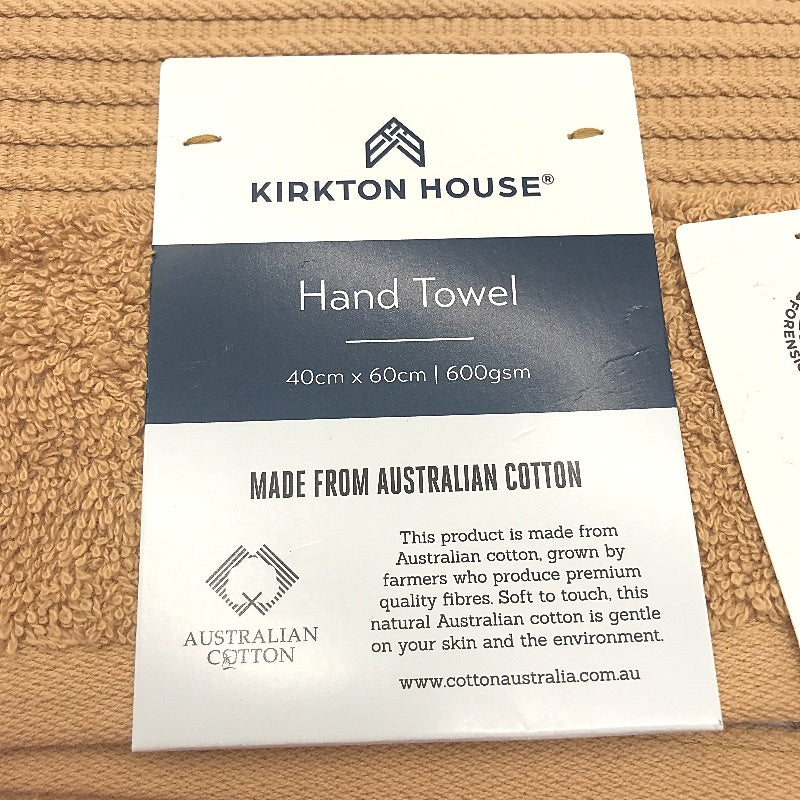 KIRKTON HOUSE®
Hand Towel
40cm x 60cm | 600gsm
MADE FROM AUSTRALIAN COTTON
This product is made from
Australian cotton, grown by
farmers who produce premium
quality fibres. Soft to touch, this
natural Australian cotton is gentle
on your skin and the environment.
www.cottonaustralia.com.au
AUSTRALIAN
COTTON